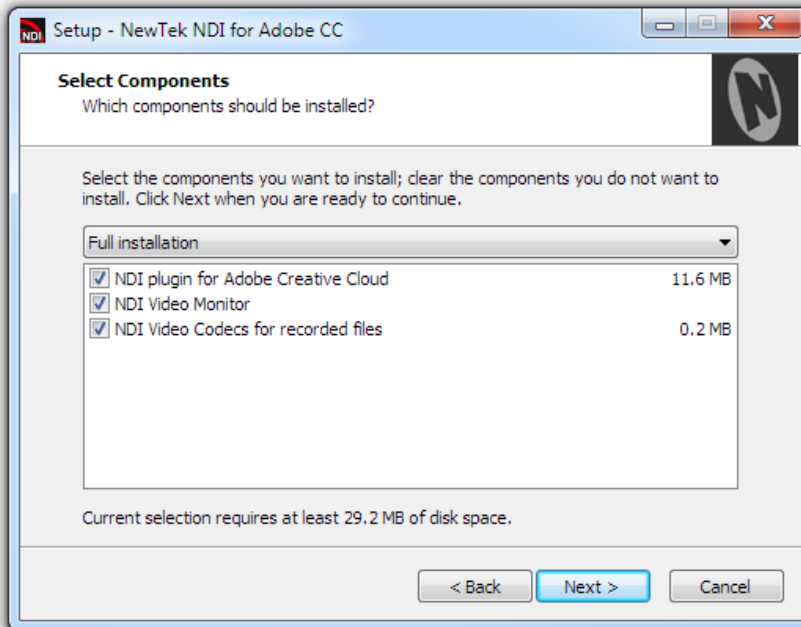 Setup - NewTek NDI for Adobe CC
Select Components
Which components should be installed?
Select the components you want to install; clear the components you do not want to
install. Click Next when you are ready to continue.
Full installation
NDI plugin for Adobe Creative Cloud 11.6 MB
NDI Video Monitor
NDI Video Codecs for recorded files 0.2 MB
Current selection requires at least 29.2 MB of disk space.
< Back Next > Cancel